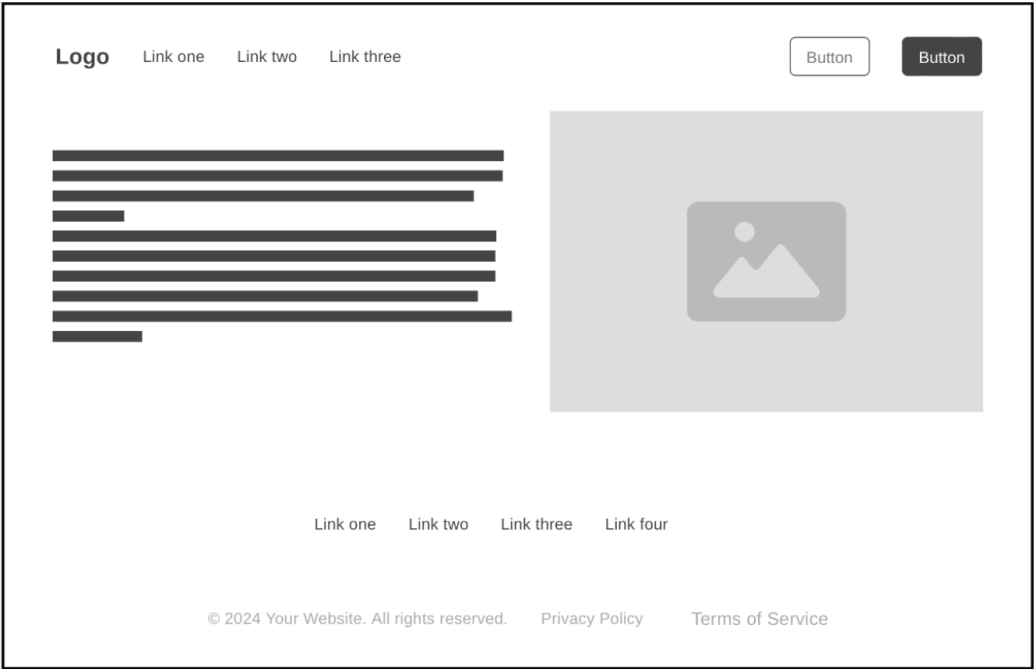 Logo Link one Link two Link three Button Button
Link one Link two Link three Link four
© 2024 Your Website. All rights reserved. Privacy Policy Terms of Service